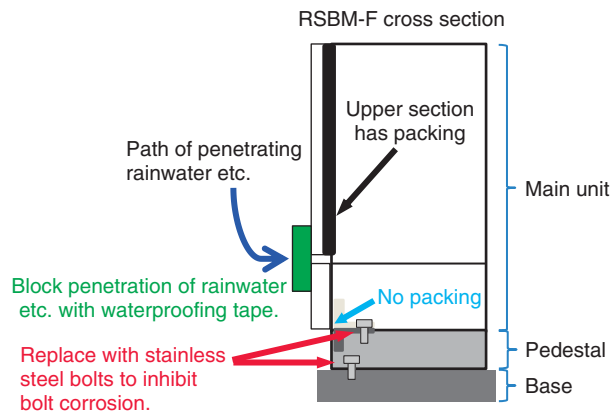 RSBM-F cross section
Upper section
has packing
Path of penetrating
rainwater etc.
Main unit
Block penetration of rainwater
etc. with waterproofing tape.
No packing
Replace with stainless
steel bolts to inhibit
bolt corrosion.
Pedestal
Base